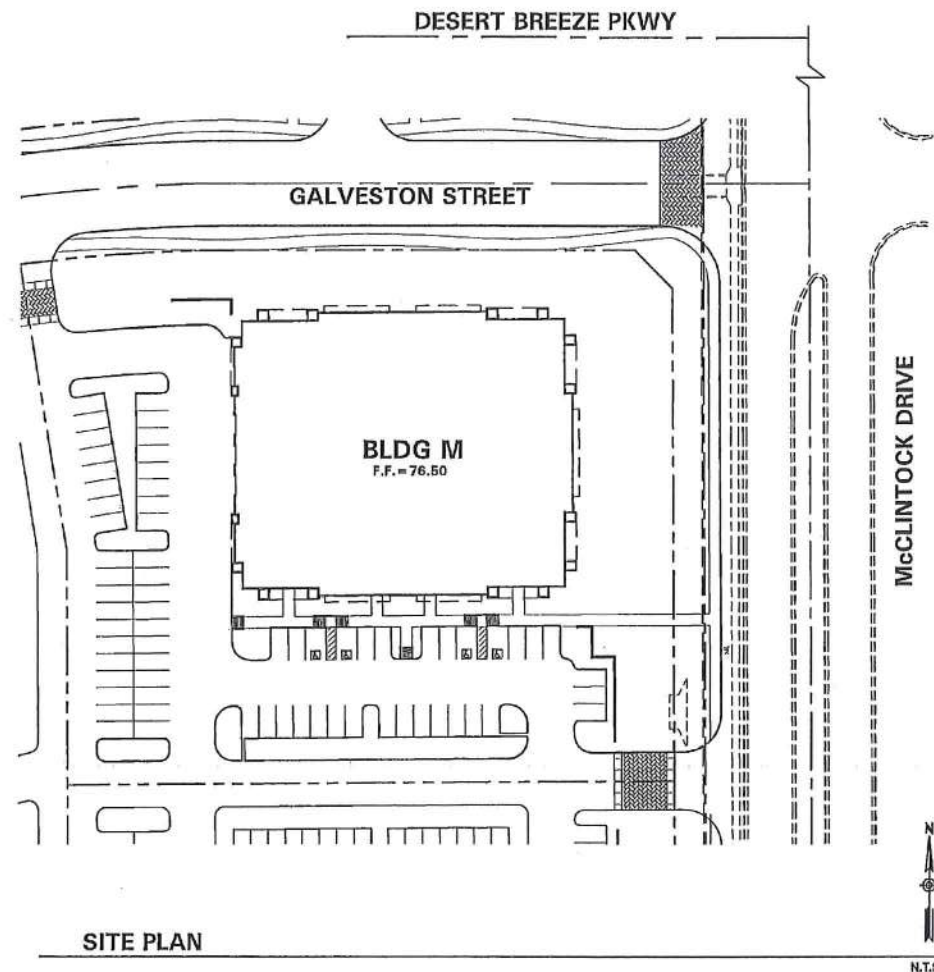 DESERT BREEZE PKWY
GALVESTON STREET
BLDG M
F.F. = 76.50
McCLINTOCK DRIVE
N
SITE PLAN